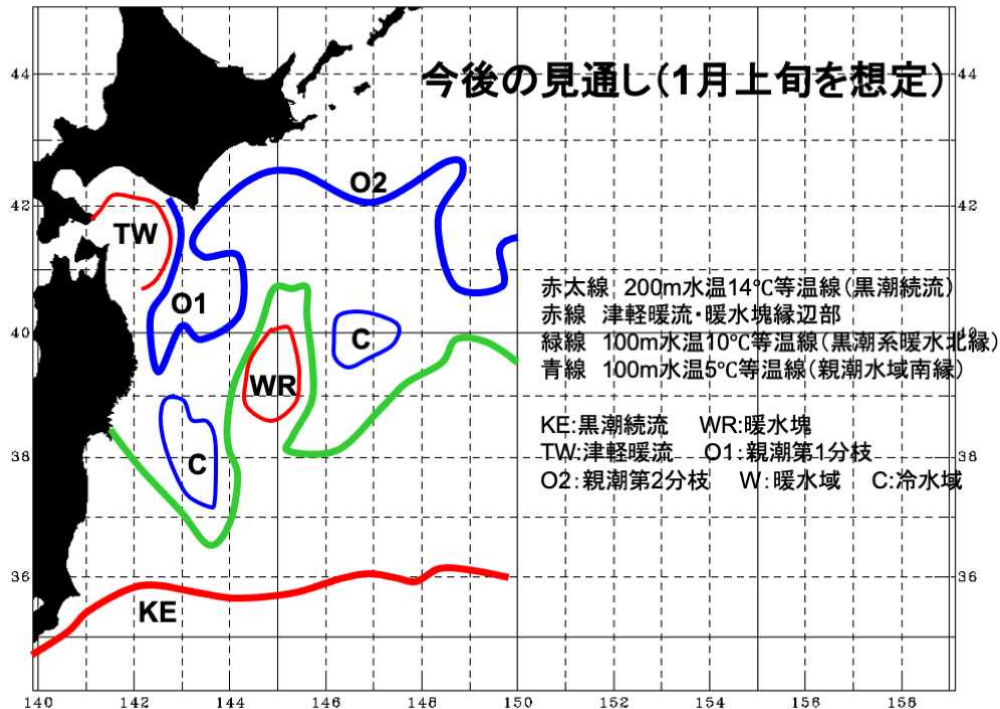 今後の見通し(1月上旬を想定)
44
44
O2
42
42
TW
O1
赤太線 200m水温14℃等温線(黒潮続流)
赤線 津軽暖流・暖水塊縁辺部
40
C
40
緑線 100m水温10℃等温線(黒潮系暖水北縁)
WR
青線 100m水温5℃等温線(親潮水域南縁)
KE:黒潮続流 WR:暖水塊
TW:津軽暖流 O1:親潮第1分枝
38
C
38
O2:親潮第2分枝 W:暖水域 C:冷水域
36
36
KE
140 142 144 146 148 150 152 154 156 158